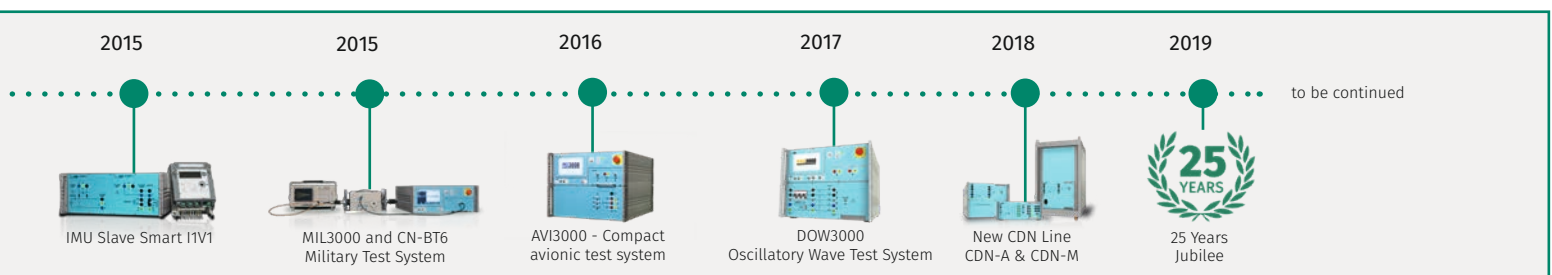 2015
2015
2016
2017
2018
2019
to be continued
25
YEARS
IMU Slave Smart I1V1
MIL3000 and CN-BT6
Military Test System
AVI3000 - Compact
avionic test system
DOW3000
Oscillatory Wave Test System
New CDN Line
CDN-A & CDN-M
25 Years
Jubilee